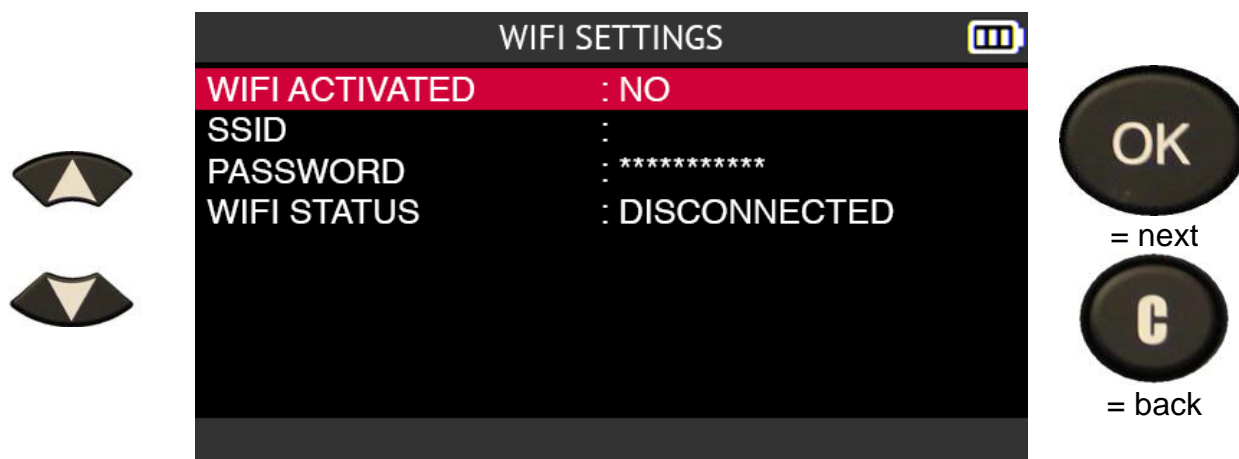 WIFI SETTINGS
WIFI ACTIVATED : NO
SSID :
PASSWORD : ***********
WIFI STATUS : DISCONNECTED
OK
= next
C
= back